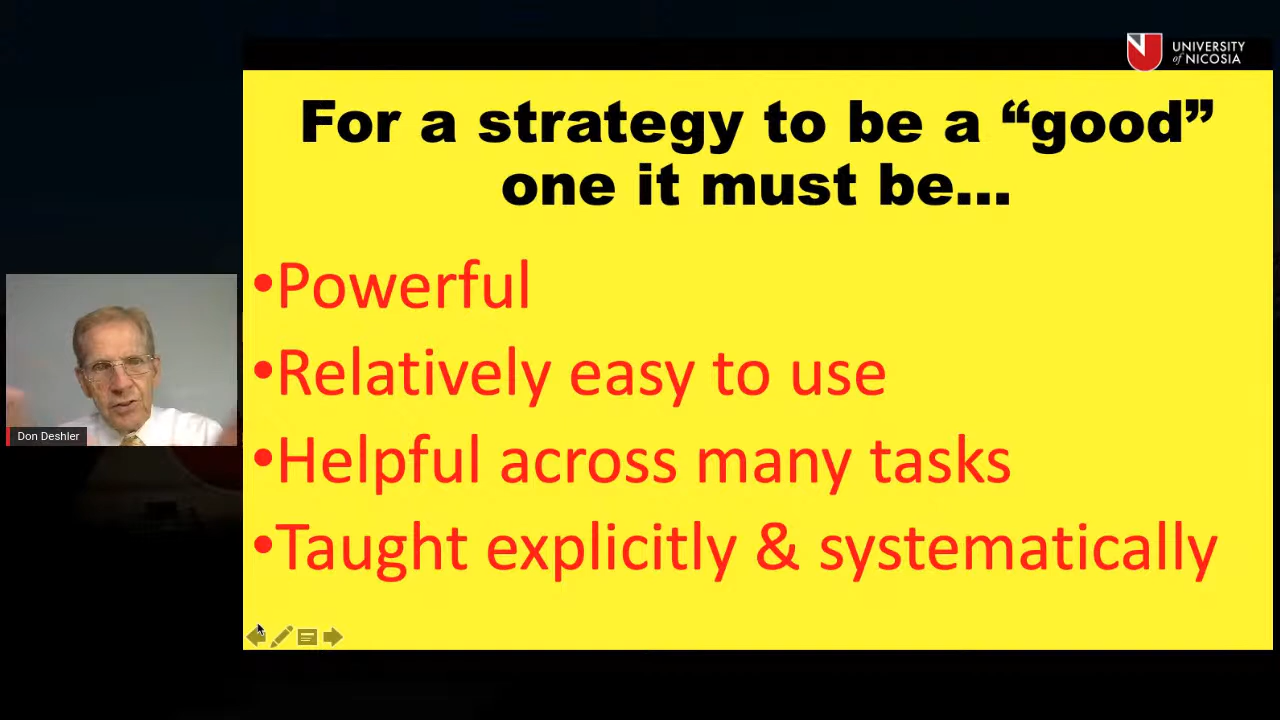 UNIVERSITY
of NICOSIA
For a strategy to be a “good”
one it must be...
•Powerful
•Relatively easy to use
•Helpful across many tasks
•Taught explicitly & systematically
Don Deshler